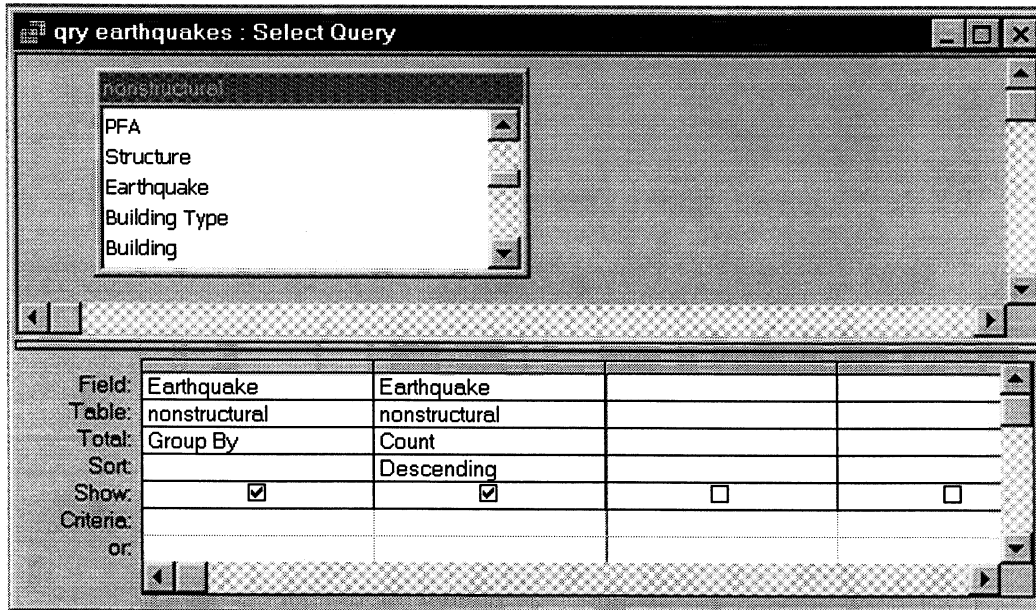 qry earthquakes : Select Query
nonstructural
PFA
Structure
Earthquake
Building Type
Building
Field: Earthquake Earthquake
Table: nonstructural nonstructural
Total: Group By Count
Sort: Descending
Show:
Criteria:
or: